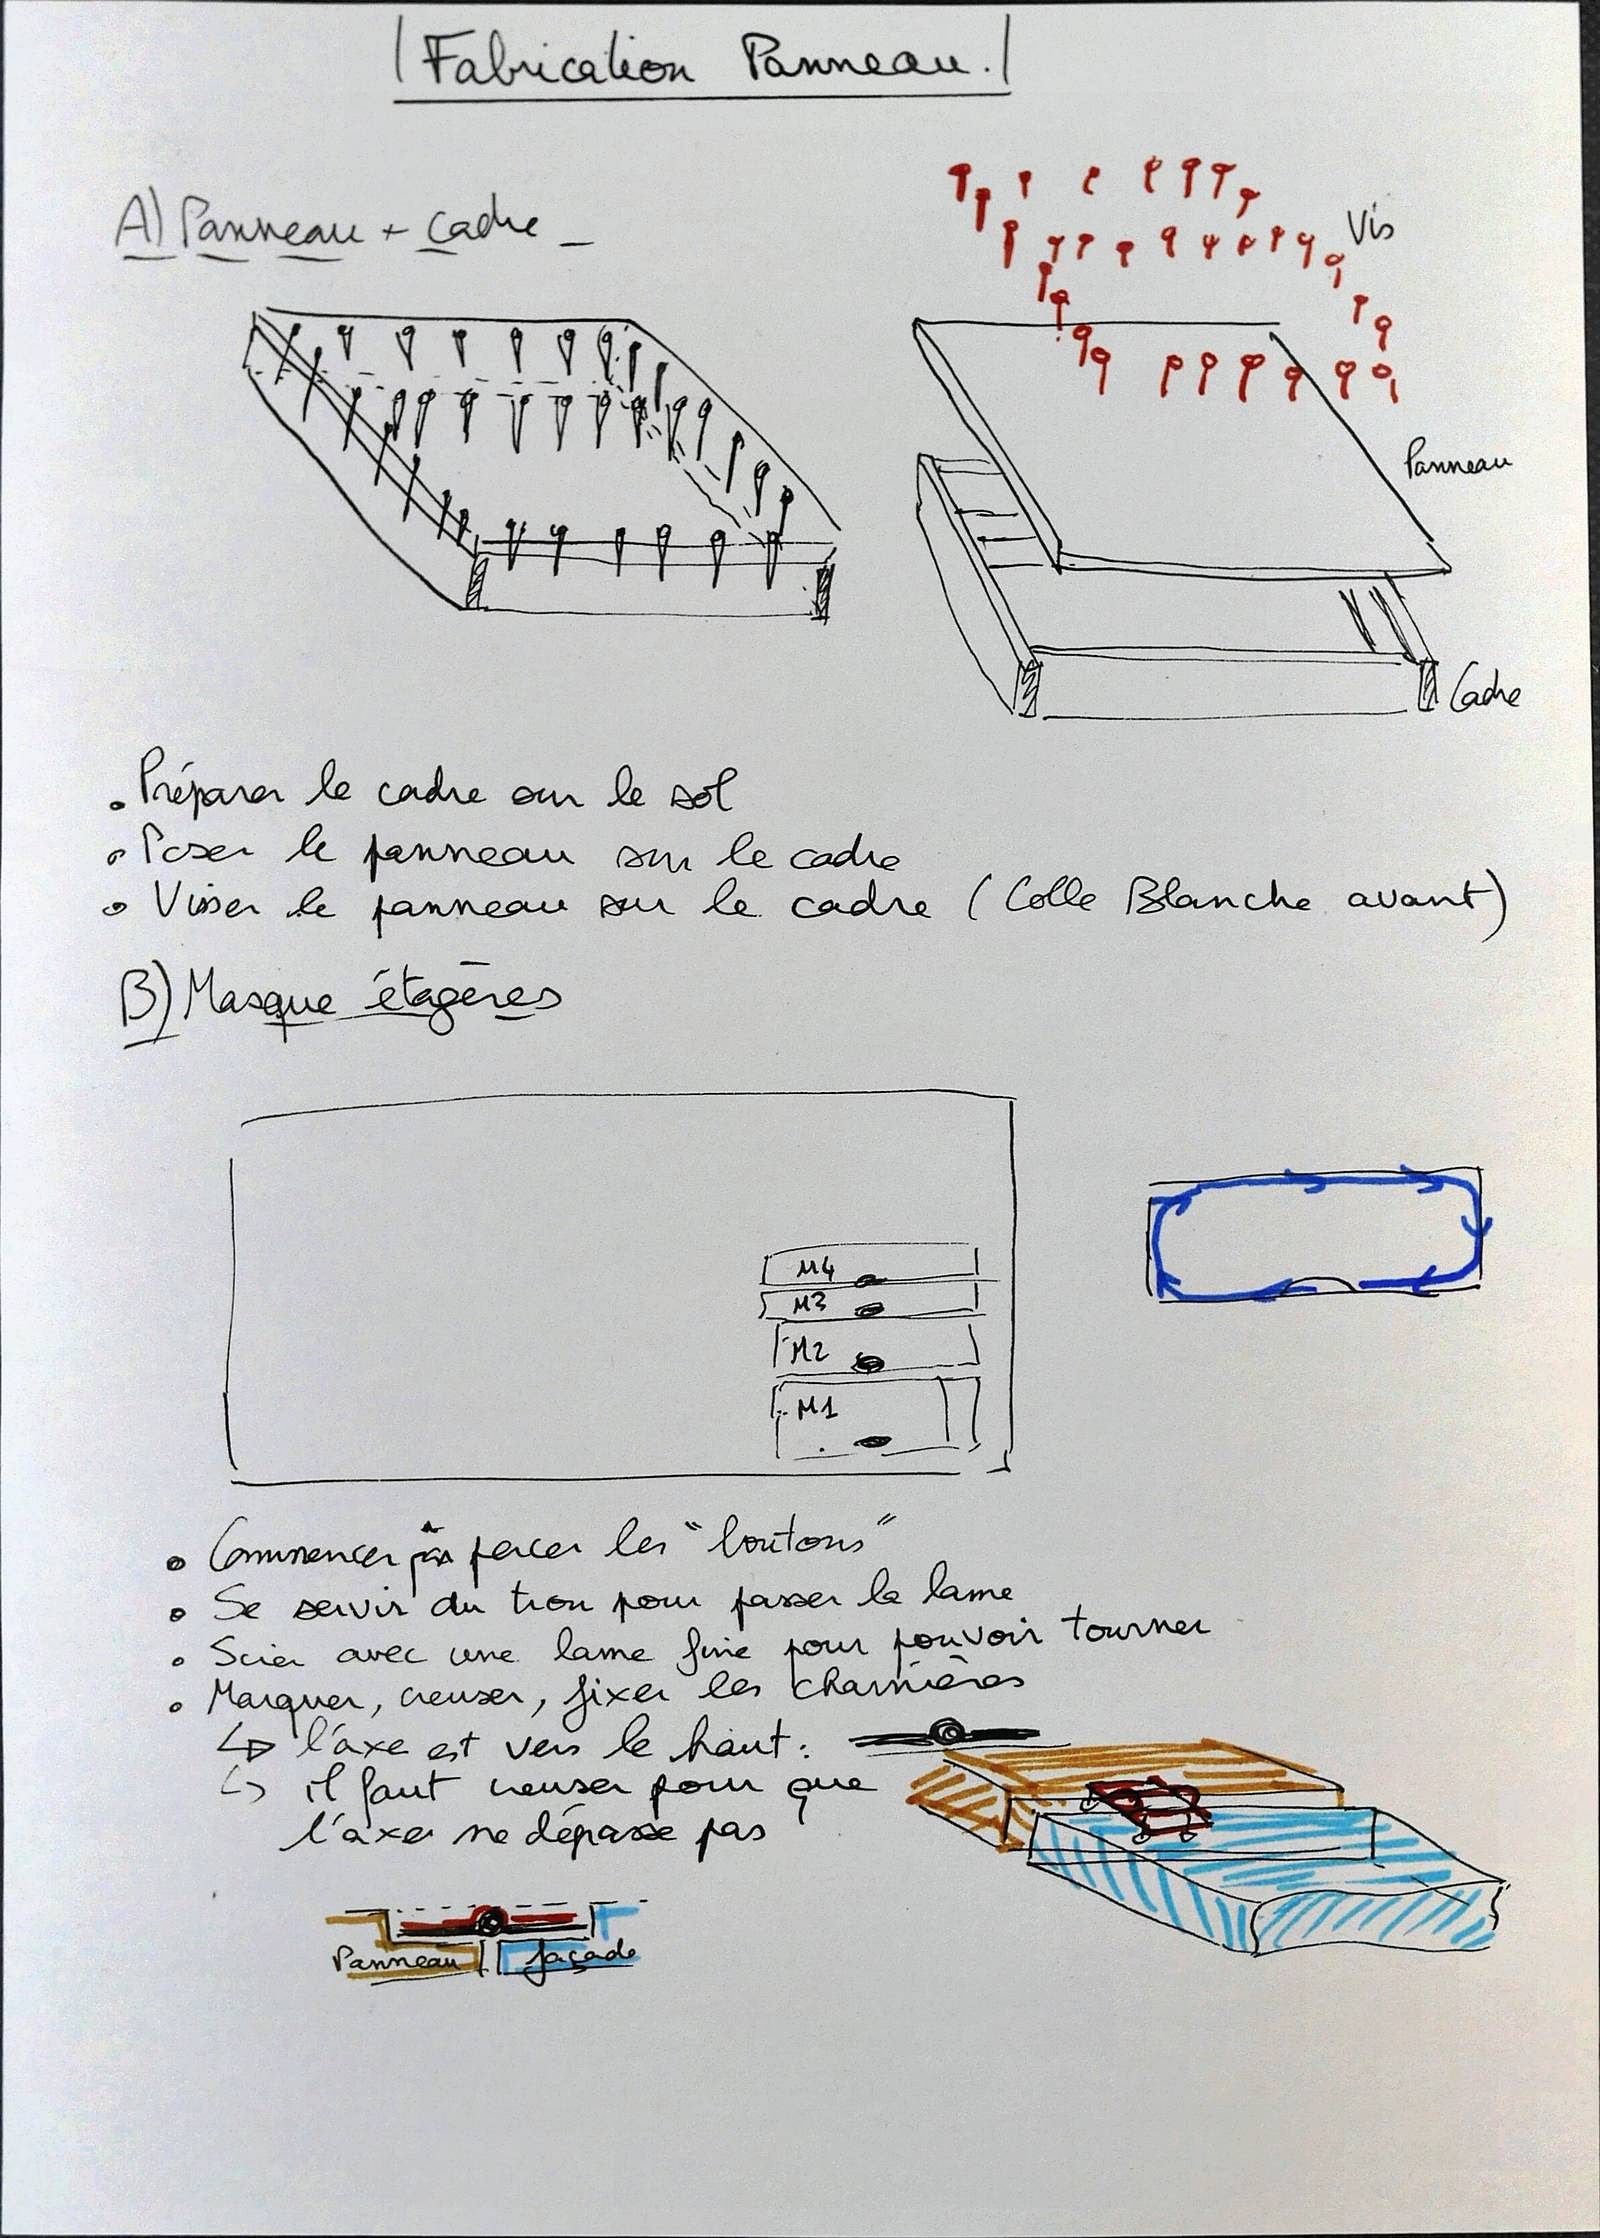 Fabrication Panneau.
A) Panneau + Cadre
Vis
Panneau
Cadre
• Préparer le cadre sur le sol
• Poser le panneau sur le cadre
• Visser le panneau sur le cadre (Colle Blanche avant)
B) Masque étagères
M4
M3
M2
M1
• Commencer à percer les "boutons"
• Se servir du trou pour passer la lame
• Scier avec une lame fine pour pouvoir tourner
• Marquer, creuser, fixer les charnières
↳ l'axe est vers le haut:
↳ il faut creuser pour que
l'axe ne dépasse pas
Panneau façade